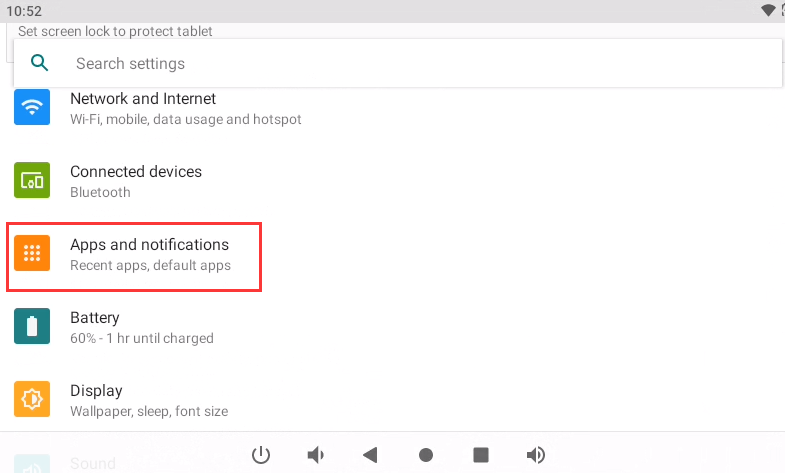 10:52
Set screen lock to protect tablet
Search settings
Network and Internet
Wi-Fi, mobile, data usage and hotspot
Connected devices
Bluetooth
Apps and notifications
Recent apps, default apps
Battery
60% - 1 hr until charged
Display
Wallpaper, sleep, font size
Sound